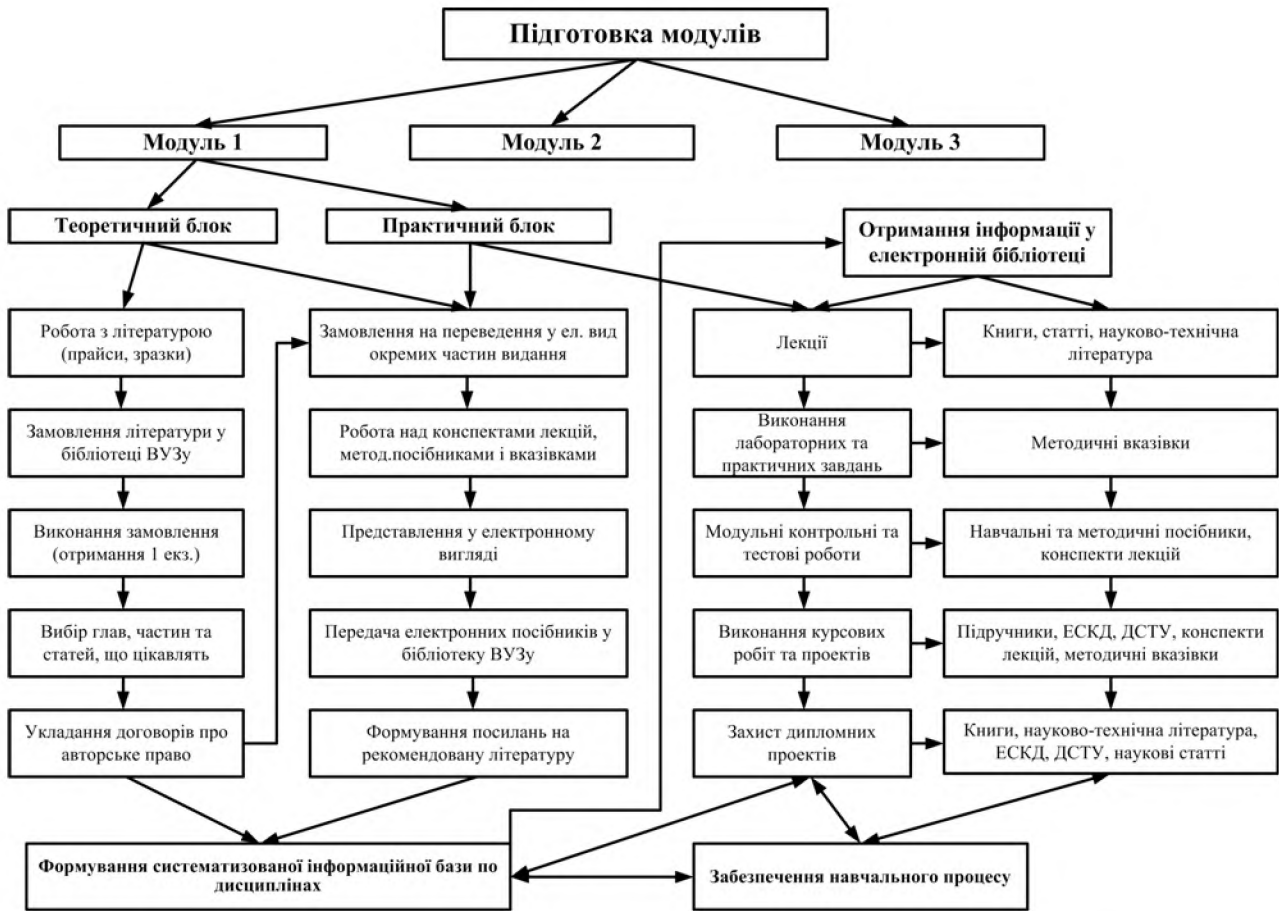 Підготовка модулів
Модуль 1
Модуль 2
Модуль 3
Теоретичний блок
Практичний блок
Отримання інформації у
електронній бібліотеці
Робота з літературою
(прайси, зразки)
Замовлення на переведення у ел. вид
окремих частин видання
Лекції
Книги, статті, науково-технічна
література
Замовлення літератури у
бібліотеці ВУЗу
Робота над конспектами лекцій,
метод.посібниками і вказівками
Виконання
лабораторних та
практичних завдань
Методичні вказівки
Виконання замовлення
(отримання 1 екз.)
Представлення у електронному
вигляді
Модульні контрольні та
тестові роботи
Навчальні та методичні посібники,
конспекти лекцій
Вибір глав, частин та
статей, що цікавлять
Передача електронних посібників у
бібліотеку ВУЗу
Виконання курсових
робіт та проектів
Підручники, ЕСКД, ДСТУ, конспекти
лекцій, методичні вказівки
Укладання договорів про
авторське право
Формування посилань на
рекомендовану літературу
Захист дипломних
проектів
Книги, науково-технічна література,
ЕСКД, ДСТУ, наукові статті
Формування систематизованої інформаційної бази по
дисциплінах
Забезпечення навчального процесу